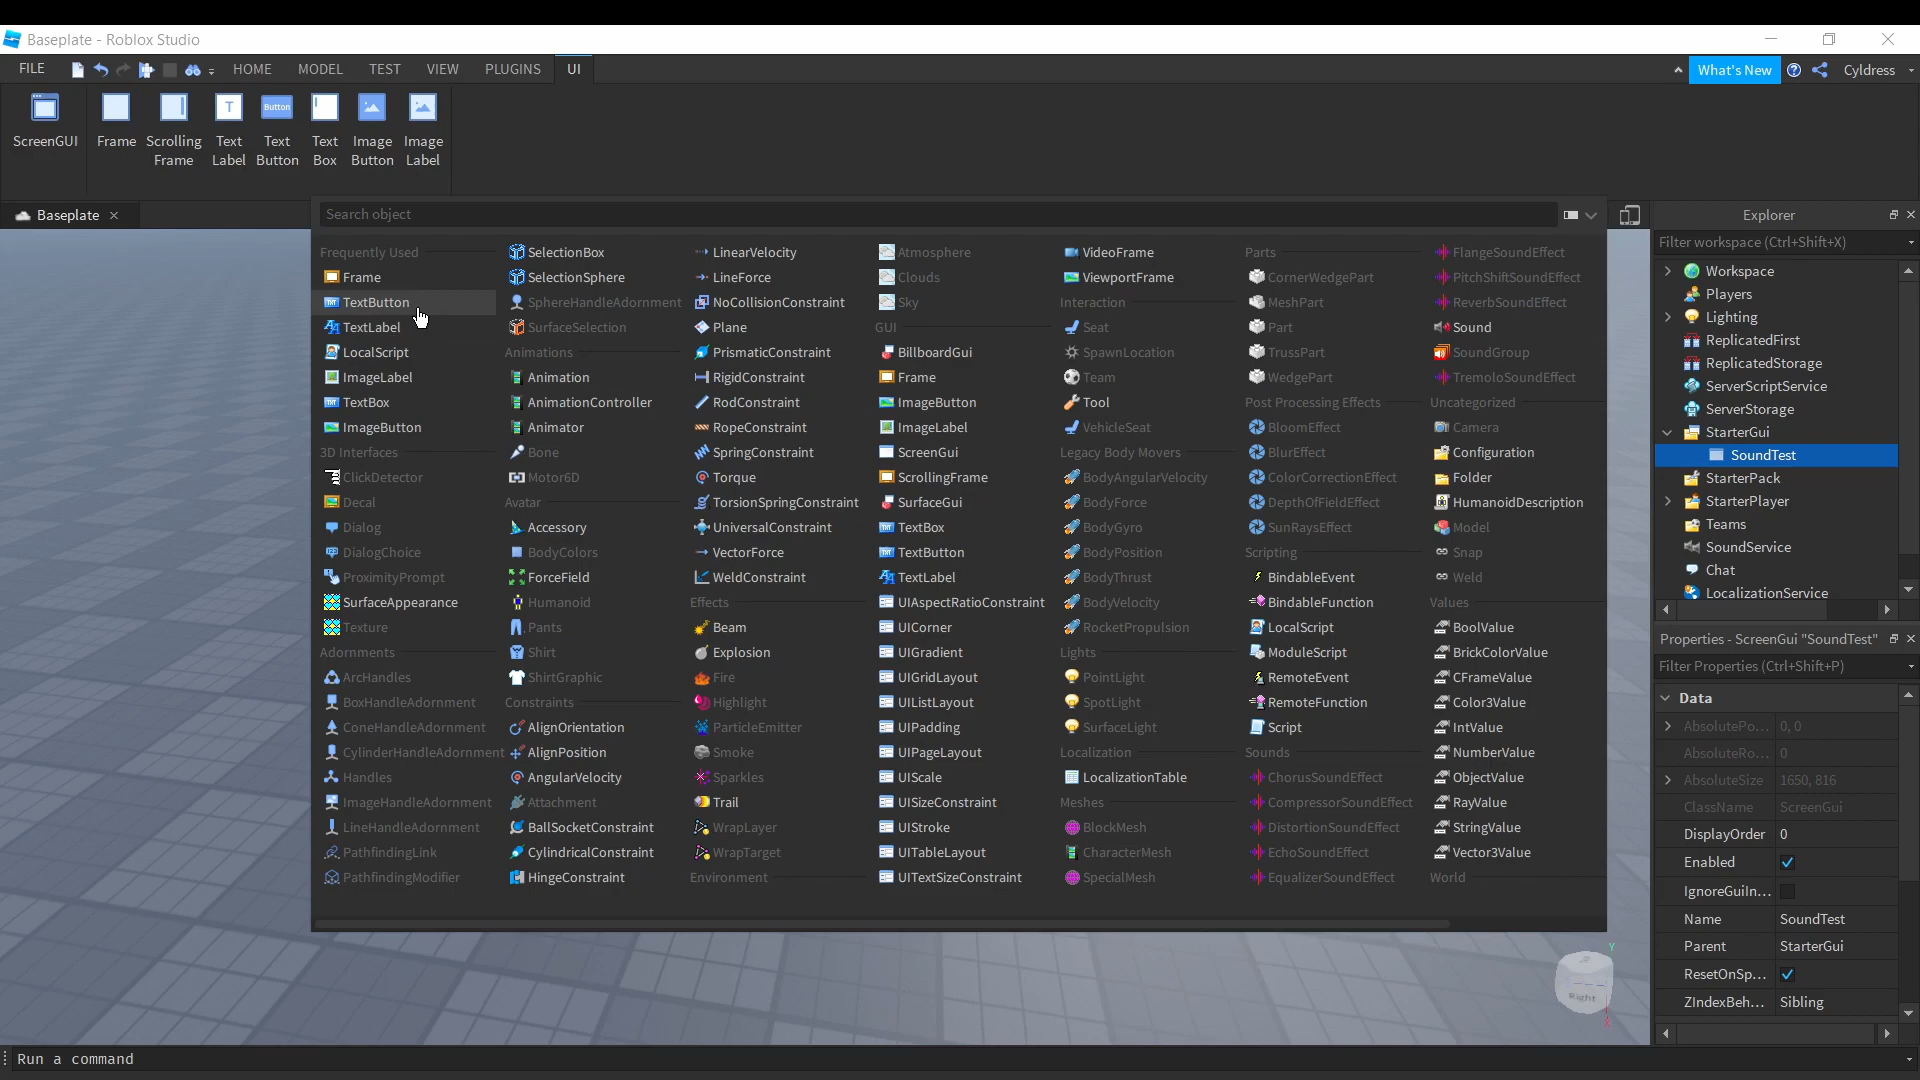 Baseplate - Roblox Studio
FILE
HOME
MODEL
TEST
VIEW
PLUGINS
UI
What's New
Cyldress
ScreenGUI
Frame
Scrolling Frame
Text Label
Text Button
Button
Text Box
Image Button
Image Label
Baseplate
Search object
Frequently Used
Frame
TextButton
TextLabel
LocalScript
ImageLabel
TextBox
ImageButton
3D Interfaces
ClickDetector
Decal
Dialog
DialogChoice
ProximityPrompt
SurfaceAppearance
Texture
Adornments
ArcHandles
BoxHandleAdornment
ConeHandleAdornment
CylinderHandleAdornment
Handles
ImageHandleAdornment
LineHandleAdornment
PathfindingLink
PathfindingModifier
SelectionBox
SelectionSphere
SphereHandleAdornment
SurfaceSelection
Animations
Animation
AnimationController
Animator
Bone
Motor6D
Avatar
Accessory
BodyColors
ForceField
Humanoid
Pants
Shirt
ShirtGraphic
Constraints
AlignOrientation
AlignPosition
AngularVelocity
Attachment
BallSocketConstraint
CylindricalConstraint
HingeConstraint
LinearVelocity
LineForce
NoCollisionConstraint
Plane
PrismaticConstraint
RigidConstraint
RodConstraint
RopeConstraint
SpringConstraint
Torque
TorsionSpringConstraint
UniversalConstraint
VectorForce
WeldConstraint
Effects
Beam
Explosion
Fire
Highlight
ParticleEmitter
Smoke
Sparkles
Trail
WrapLayer
WrapTarget
Environment
Atmosphere
Clouds
Sky
GUI
BillboardGui
Frame
ImageButton
ImageLabel
ScreenGui
ScrollingFrame
SurfaceGui
TextBox
TextButton
TextLabel
UIAspectRatioConstraint
UICorner
UIGradient
UIGridLayout
UIListLayout
UIPadding
UIPageLayout
UIScale
UISizeConstraint
UIStroke
UITableLayout
UITextSizeConstraint
VideoFrame
ViewportFrame
Interaction
Seat
SpawnLocation
Team
Tool
VehicleSeat
Legacy Body Movers
BodyAngularVelocity
BodyForce
BodyGyro
BodyPosition
BodyThrust
BodyVelocity
RocketPropulsion
Lights
PointLight
SpotLight
SurfaceLight
Localization
LocalizationTable
Meshes
BlockMesh
CharacterMesh
SpecialMesh
Parts
CornerWedgePart
MeshPart
Part
TrussPart
WedgePart
Post Processing Effects
BloomEffect
BlurEffect
ColorCorrectionEffect
DepthOfFieldEffect
SunRaysEffect
Scripting
BindableEvent
BindableFunction
LocalScript
ModuleScript
RemoteEvent
RemoteFunction
Script
Sounds
ChorusSoundEffect
CompressorSoundEffect
DistortionSoundEffect
EchoSoundEffect
EqualizerSoundEffect
FlangeSoundEffect
PitchShiftSoundEffect
ReverbSoundEffect
Sound
SoundGroup
TremoloSoundEffect
Uncategorized
Camera
Configuration
Folder
HumanoidDescription
Model
Snap
Weld
Values
BoolValue
BrickColorValue
CFrameValue
Color3Value
IntValue
NumberValue
ObjectValue
RayValue
StringValue
Vector3Value
World
Right
Y
X
Explorer
Filter workspace (Ctrl+Shift+X)
Workspace
Players
Lighting
ReplicatedFirst
ReplicatedStorage
ServerScriptService
ServerStorage
StarterGui
SoundTest
StarterPack
StarterPlayer
Teams
SoundService
Chat
LocalizationService
Properties - ScreenGui "SoundTest"
Filter Properties (Ctrl+Shift+P)
Data
AbsolutePo... 0, 0
AbsoluteRo... 0
AbsoluteSize 1650, 816
ClassName ScreenGui
DisplayOrder 0
Enabled
IgnoreGuiIn...
Name SoundTest
Parent StarterGui
ResetOnSp...
ZIndexBeh... Sibling
Run a command